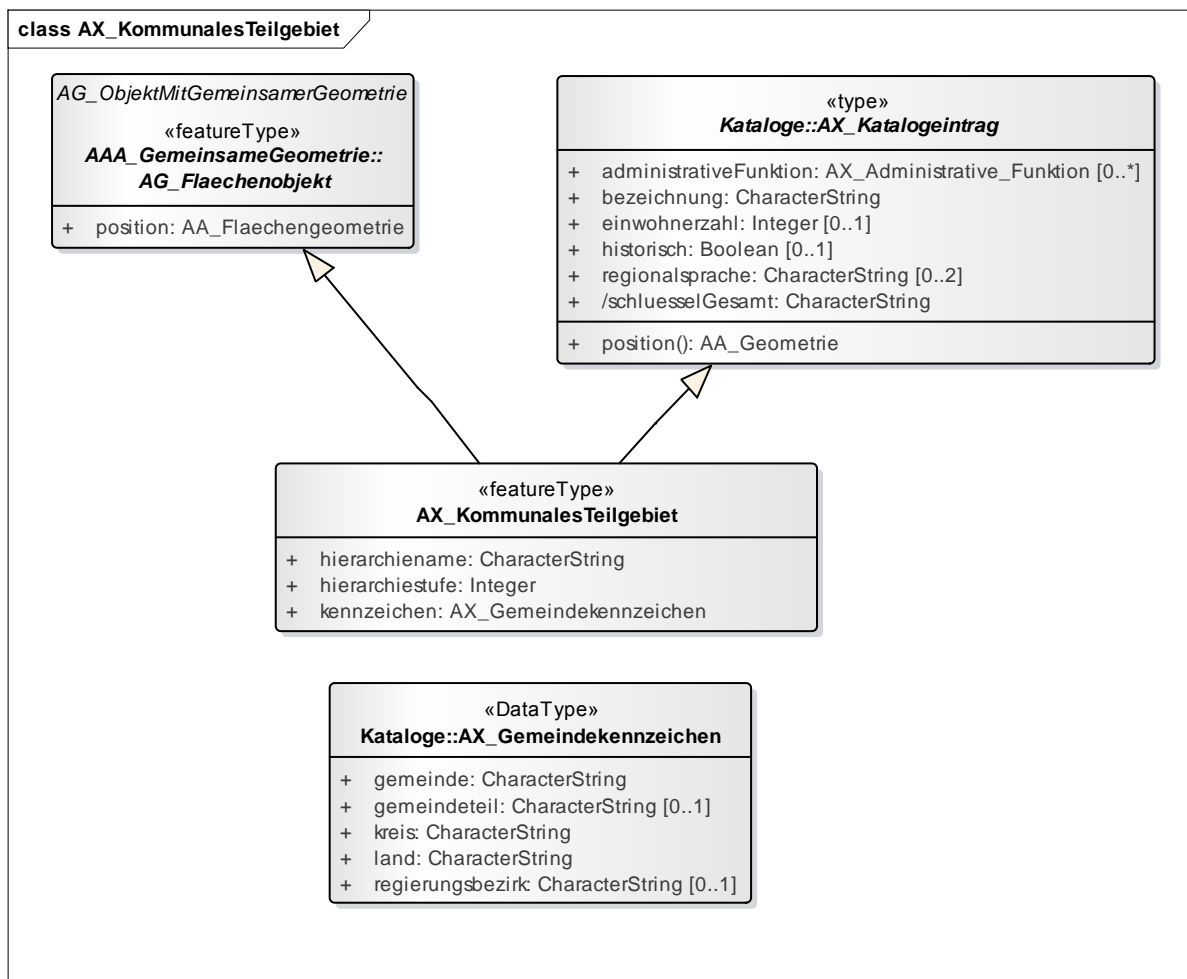 class AX_KommunalesTeilgebiet
AG_ObjektMitGemeinsamerGeometrie
«featureType»
AAA_GemeinsameGeometrie::
AG_Flaechenobjekt
+ position: AA_Flaechengeometrie
«type»
Kataloge::AX_Katalogeintrag
+ administrativeFunktion: AX_Administrative_Funktion [0..*]
+ bezeichnung: CharacterString
+ einwohnerzahl: Integer [0..1]
+ historisch: Boolean [0..1]
+ regionalsprache: CharacterString [0..2]
+ /schluesselGesamt: CharacterString
+ position(): AA_Geometrie
«featureType»
AX_KommunalesTeilgebiet
+ hierarchiename: CharacterString
+ hierarchiestufe: Integer
+ kennzeichen: AX_Gemeindekennzeichen
«DataType»
Kataloge::AX_Gemeindekennzeichen
+ gemeinde: CharacterString
+ gemeindeteil: CharacterString [0..1]
+ kreis: CharacterString
+ land: CharacterString
+ regierungsbezirk: CharacterString [0..1]